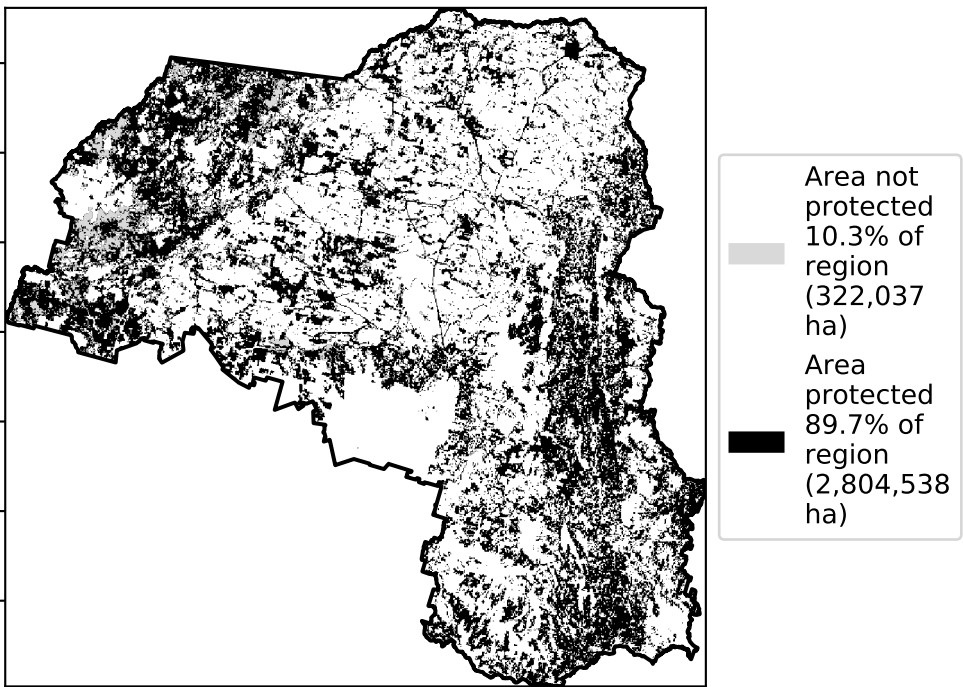 Area not
protected
10.3% of
region
(322,037
ha)
Area
protected
89.7% of
region
(2,804,538
ha)